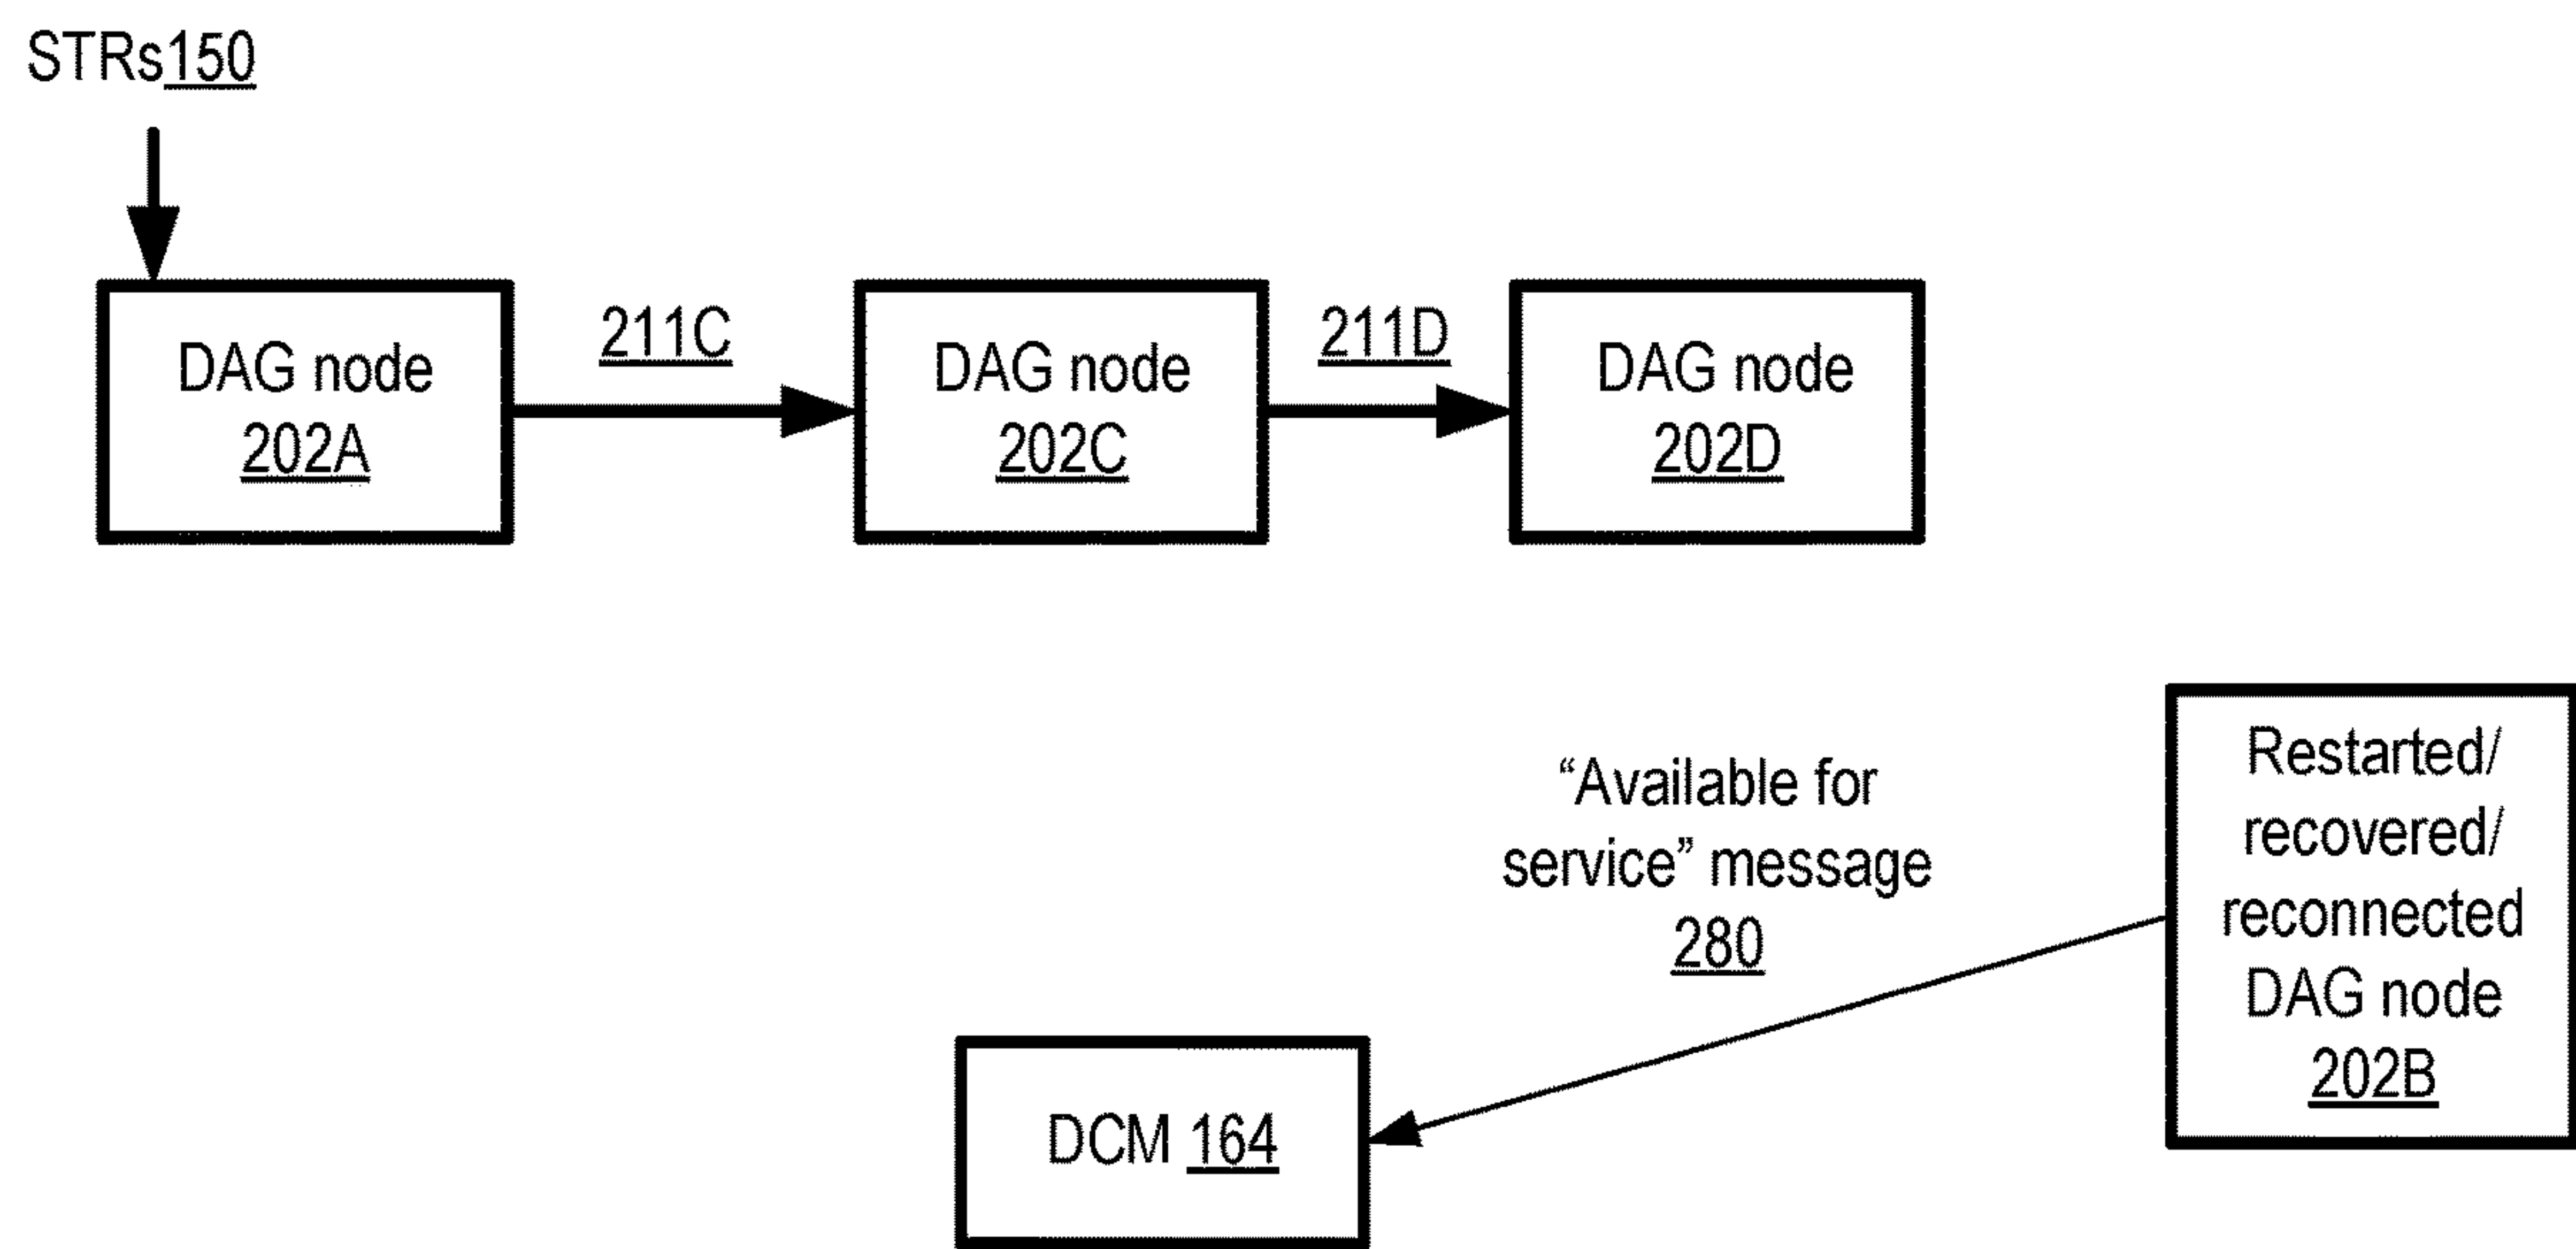 STRs150
211C
211D
DAG node
202A
DAG node
202C
DAG node
202D
"Available for
service" message
280
Restarted/
recovered/
reconnected
DAG node
202B
DCM 164